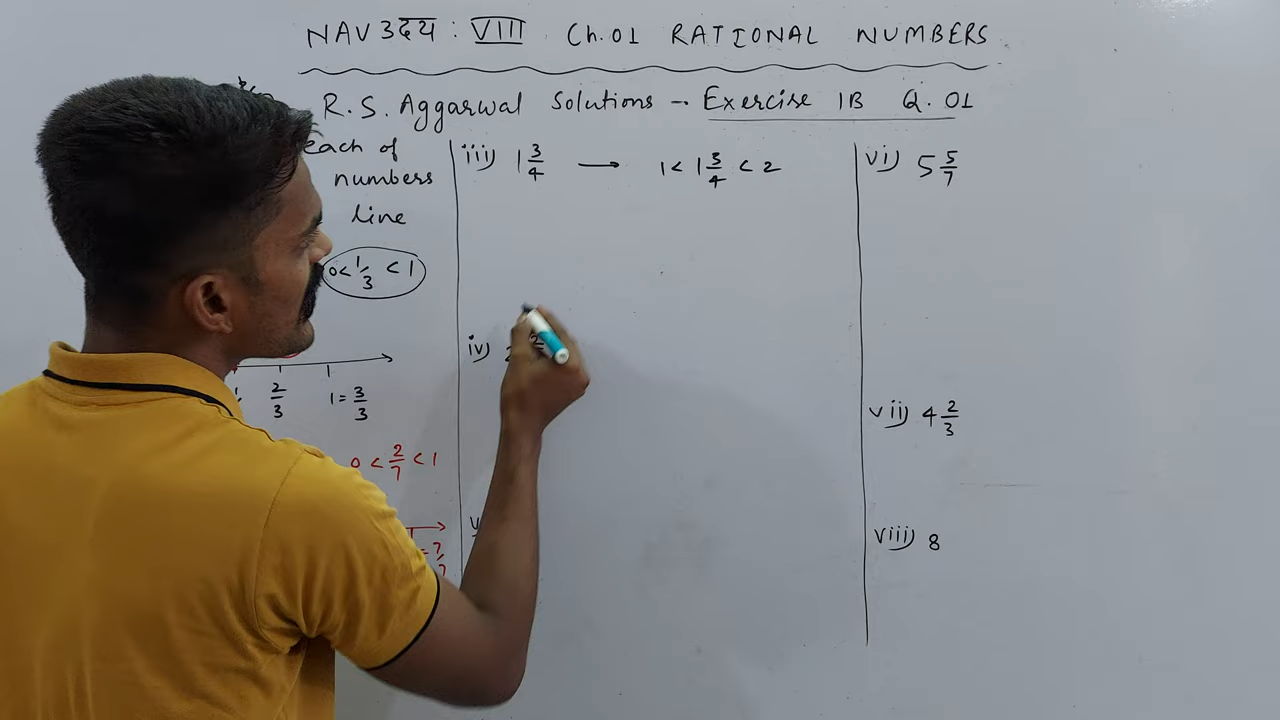 NAV उदय : VIII Ch.01 RATIONAL NUMBERS
R.S. Aggarwal Solutions - Exercise 1B Q.01
each of
numbers
line
0 < 1/3 < 1
2/3 1 = 3/3
0 < 2/7 < 1
iii) 1 3/4 → 1 < 1 3/4 < 2
iv) 2
vi) 5 5/7
vii) 4 2/3
viii) 8